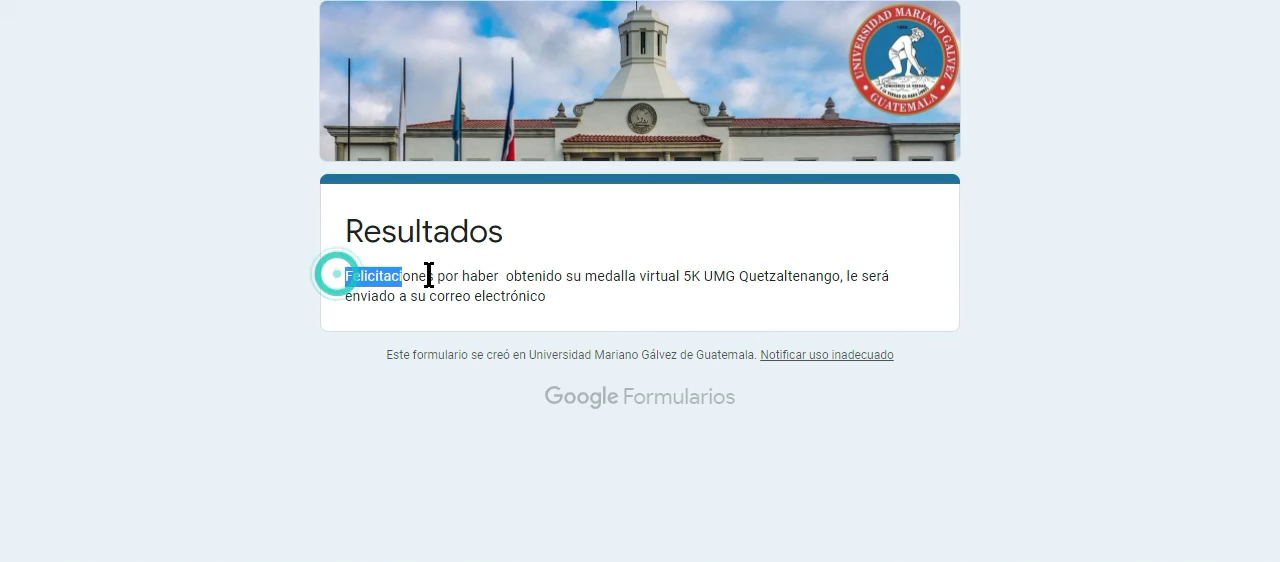 UNIVERSIDAD MARIANO GALVEZ
GUATEMALA
Resultados
Felicitaciones por haber  obtenido su medalla virtual 5K UMG Quetzaltenango, le será
enviado a su correo electrónico
Este formulario se creó en Universidad Mariano Gálvez de Guatemala. Notificar uso inadecuado
Google Formularios